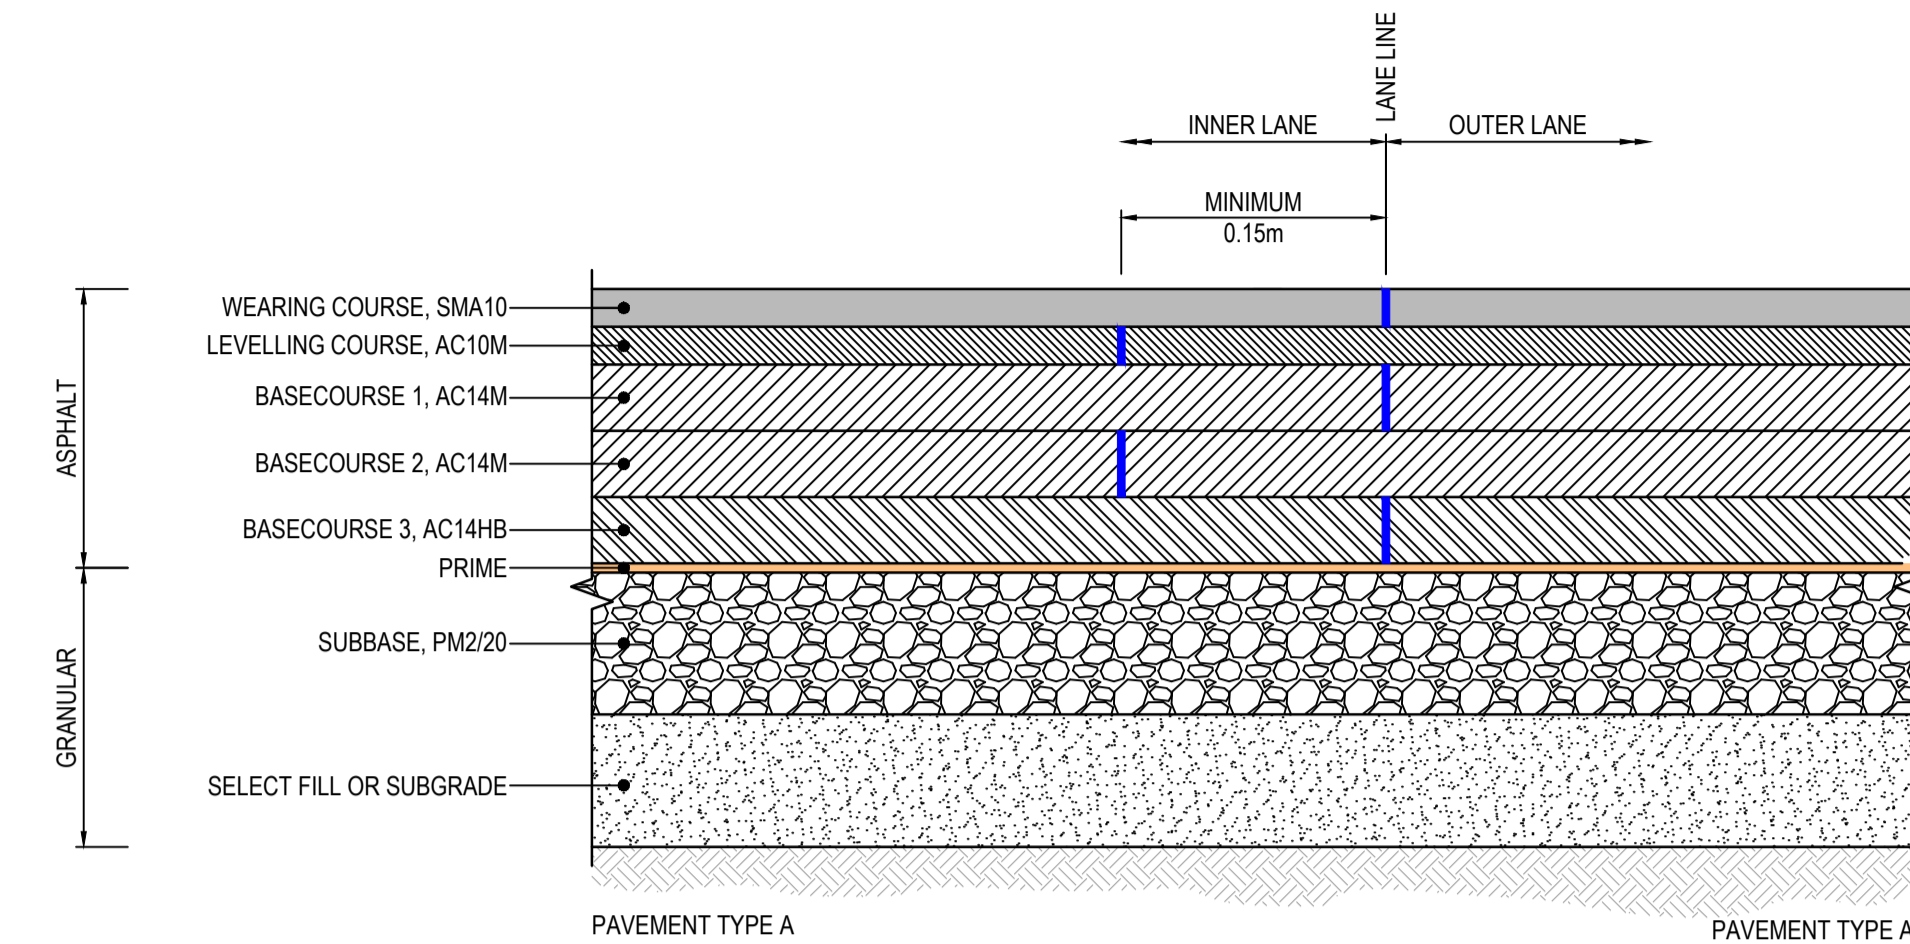 LANE LINE
INNER LANE
OUTER LANE
MINIMUM
0.15m
WEARING COURSE, SMA10
LEVELLING COURSE, AC10M
BASECOURSE 1, AC14M
ASPHALT
BASECOURSE 2, AC14M
BASECOURSE 3, AC14HB
PRIME
SUBBASE, PM2/20
GRANULAR
SELECT FILL OR SUBGRADE
PAVEMENT TYPE A
PAVEMENT TYPE A